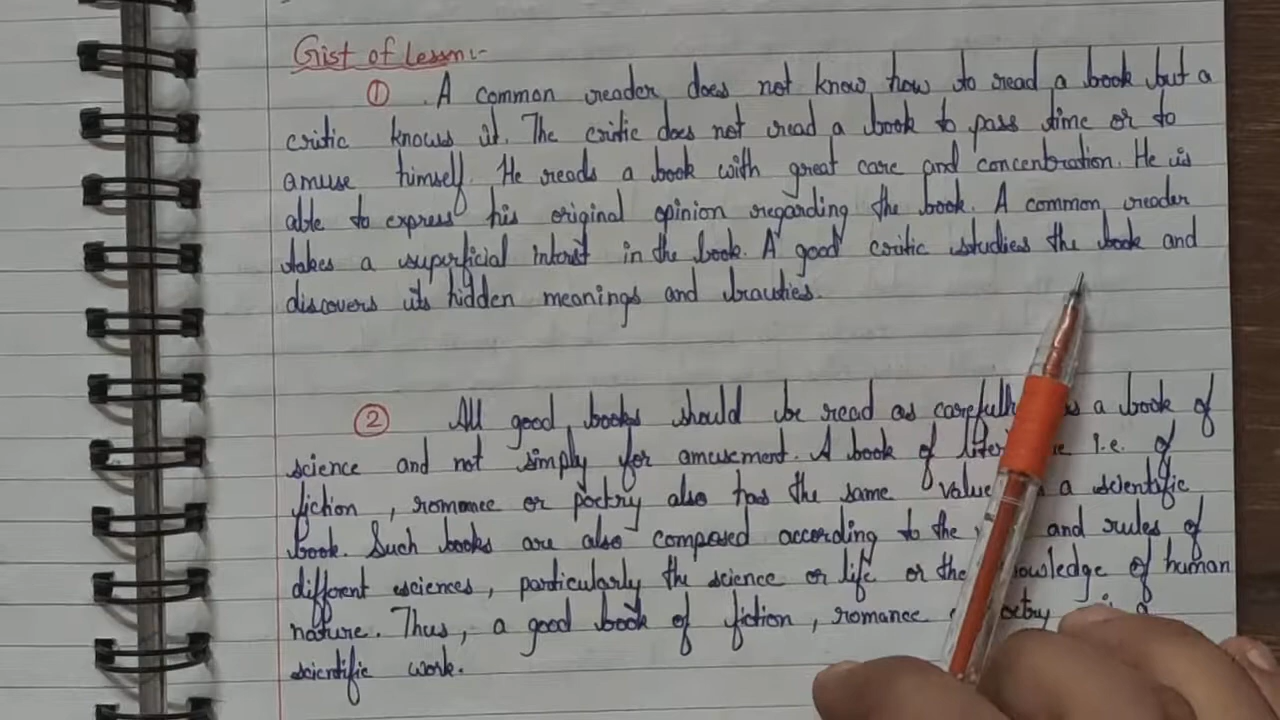 Gist of Lesson:-
① A common reader does not know how to read a book but a
critic knows it. The critic does not read a book to pass time or to
amuse himself. He reads a book with great care and concentration. He is
able to express his original opinion regarding the book. A common reader
takes a superficial interest in the book. A good critic studies the book and
discovers its hidden meanings and beauties.
② All good books should be read as carefully a book of
science and not simply for amusement. A book of i.e. of
fiction, romance or poetry also has the same value a scientific
book. Such books are also composed according to the and rules of
different sciences, particularly the science or life or the knowledge of human
nature. Thus, a good book of fiction, romance poetry is a
scientific work.